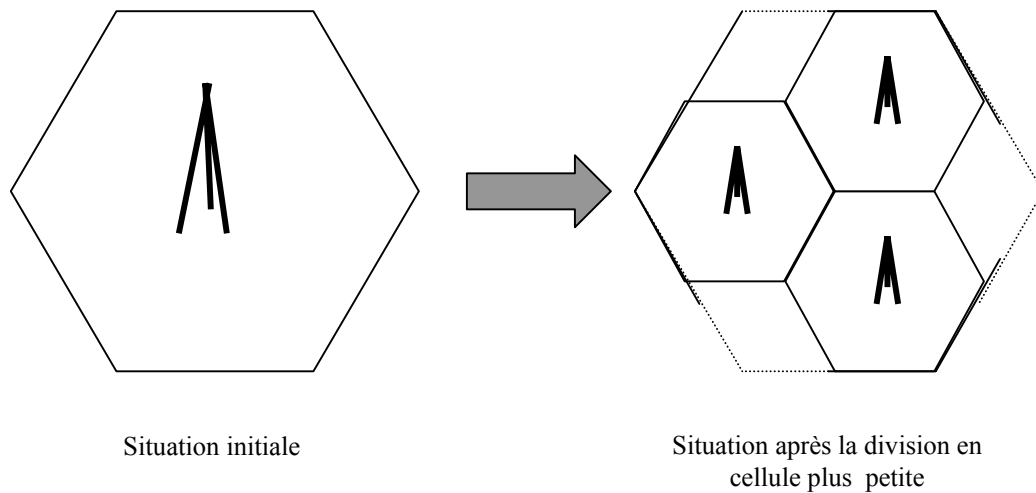 Situation initiale
Situation après la division en
cellule plus petite